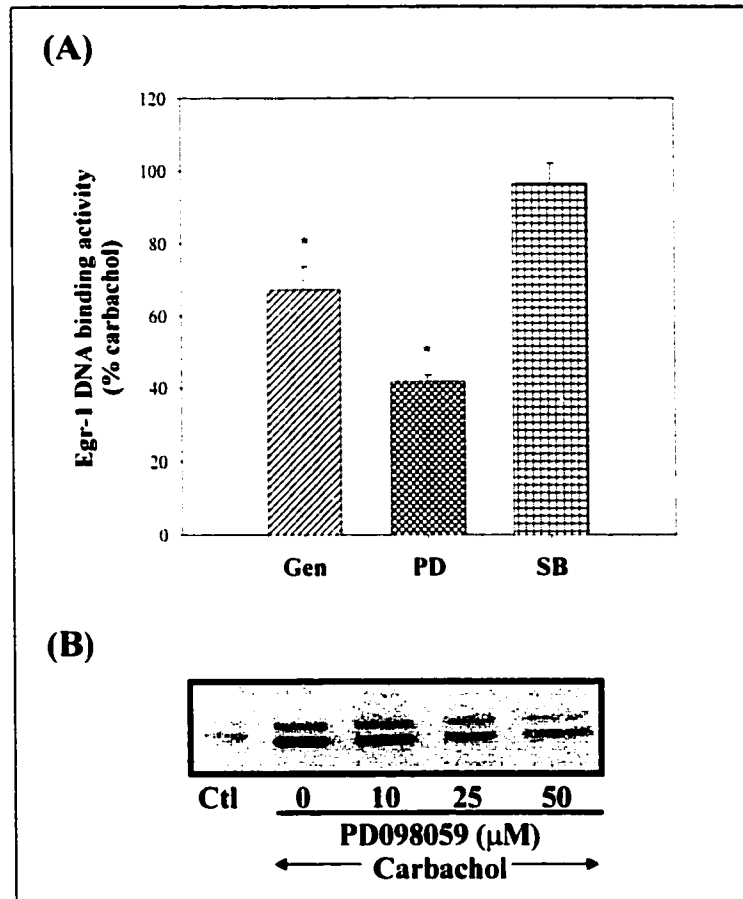 (A)
120
100
80
60
40
20
0
Egr-1 DNA binding activity
(% carbachol)
*
*
Gen PD SB
(B)
Ctl 0 10 25 50
PD098059 (μM)
Carbachol